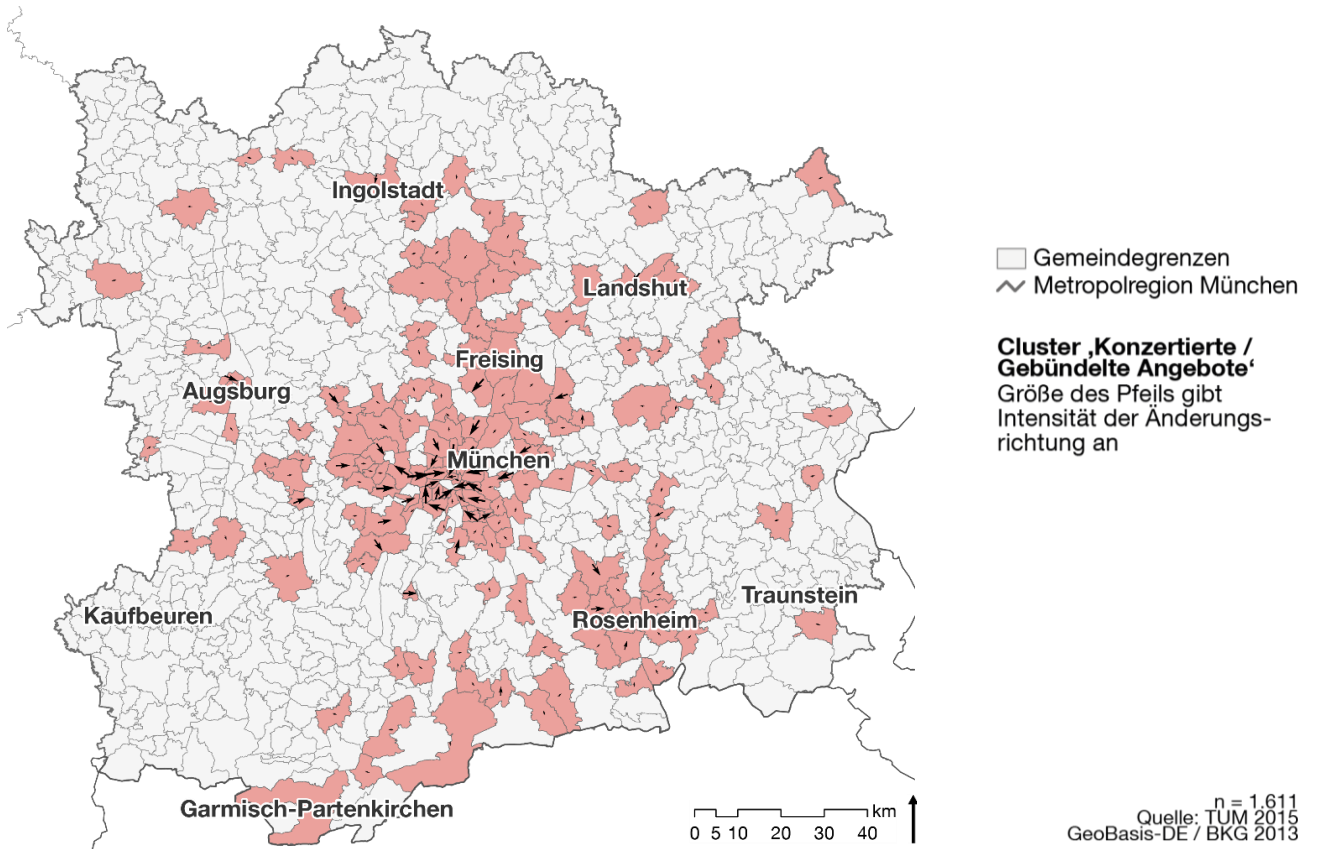 Ingolstadt
Landshut
Freising
Augsburg
München
Kaufbeuren
Traunstein
Rosenheim
Garmisch-Partenkirchen
km
0 5 10 20 30 40
Gemeindegrenzen
Metropolregion München
Cluster ‚Konzertierte /
Gebündelte Angebote‘
Größe des Pfeils gibt
Intensität der Änderungs-
richtung an
n = 1.611
Quelle: TUM 2015
GeoBasis-DE / BKG 2013